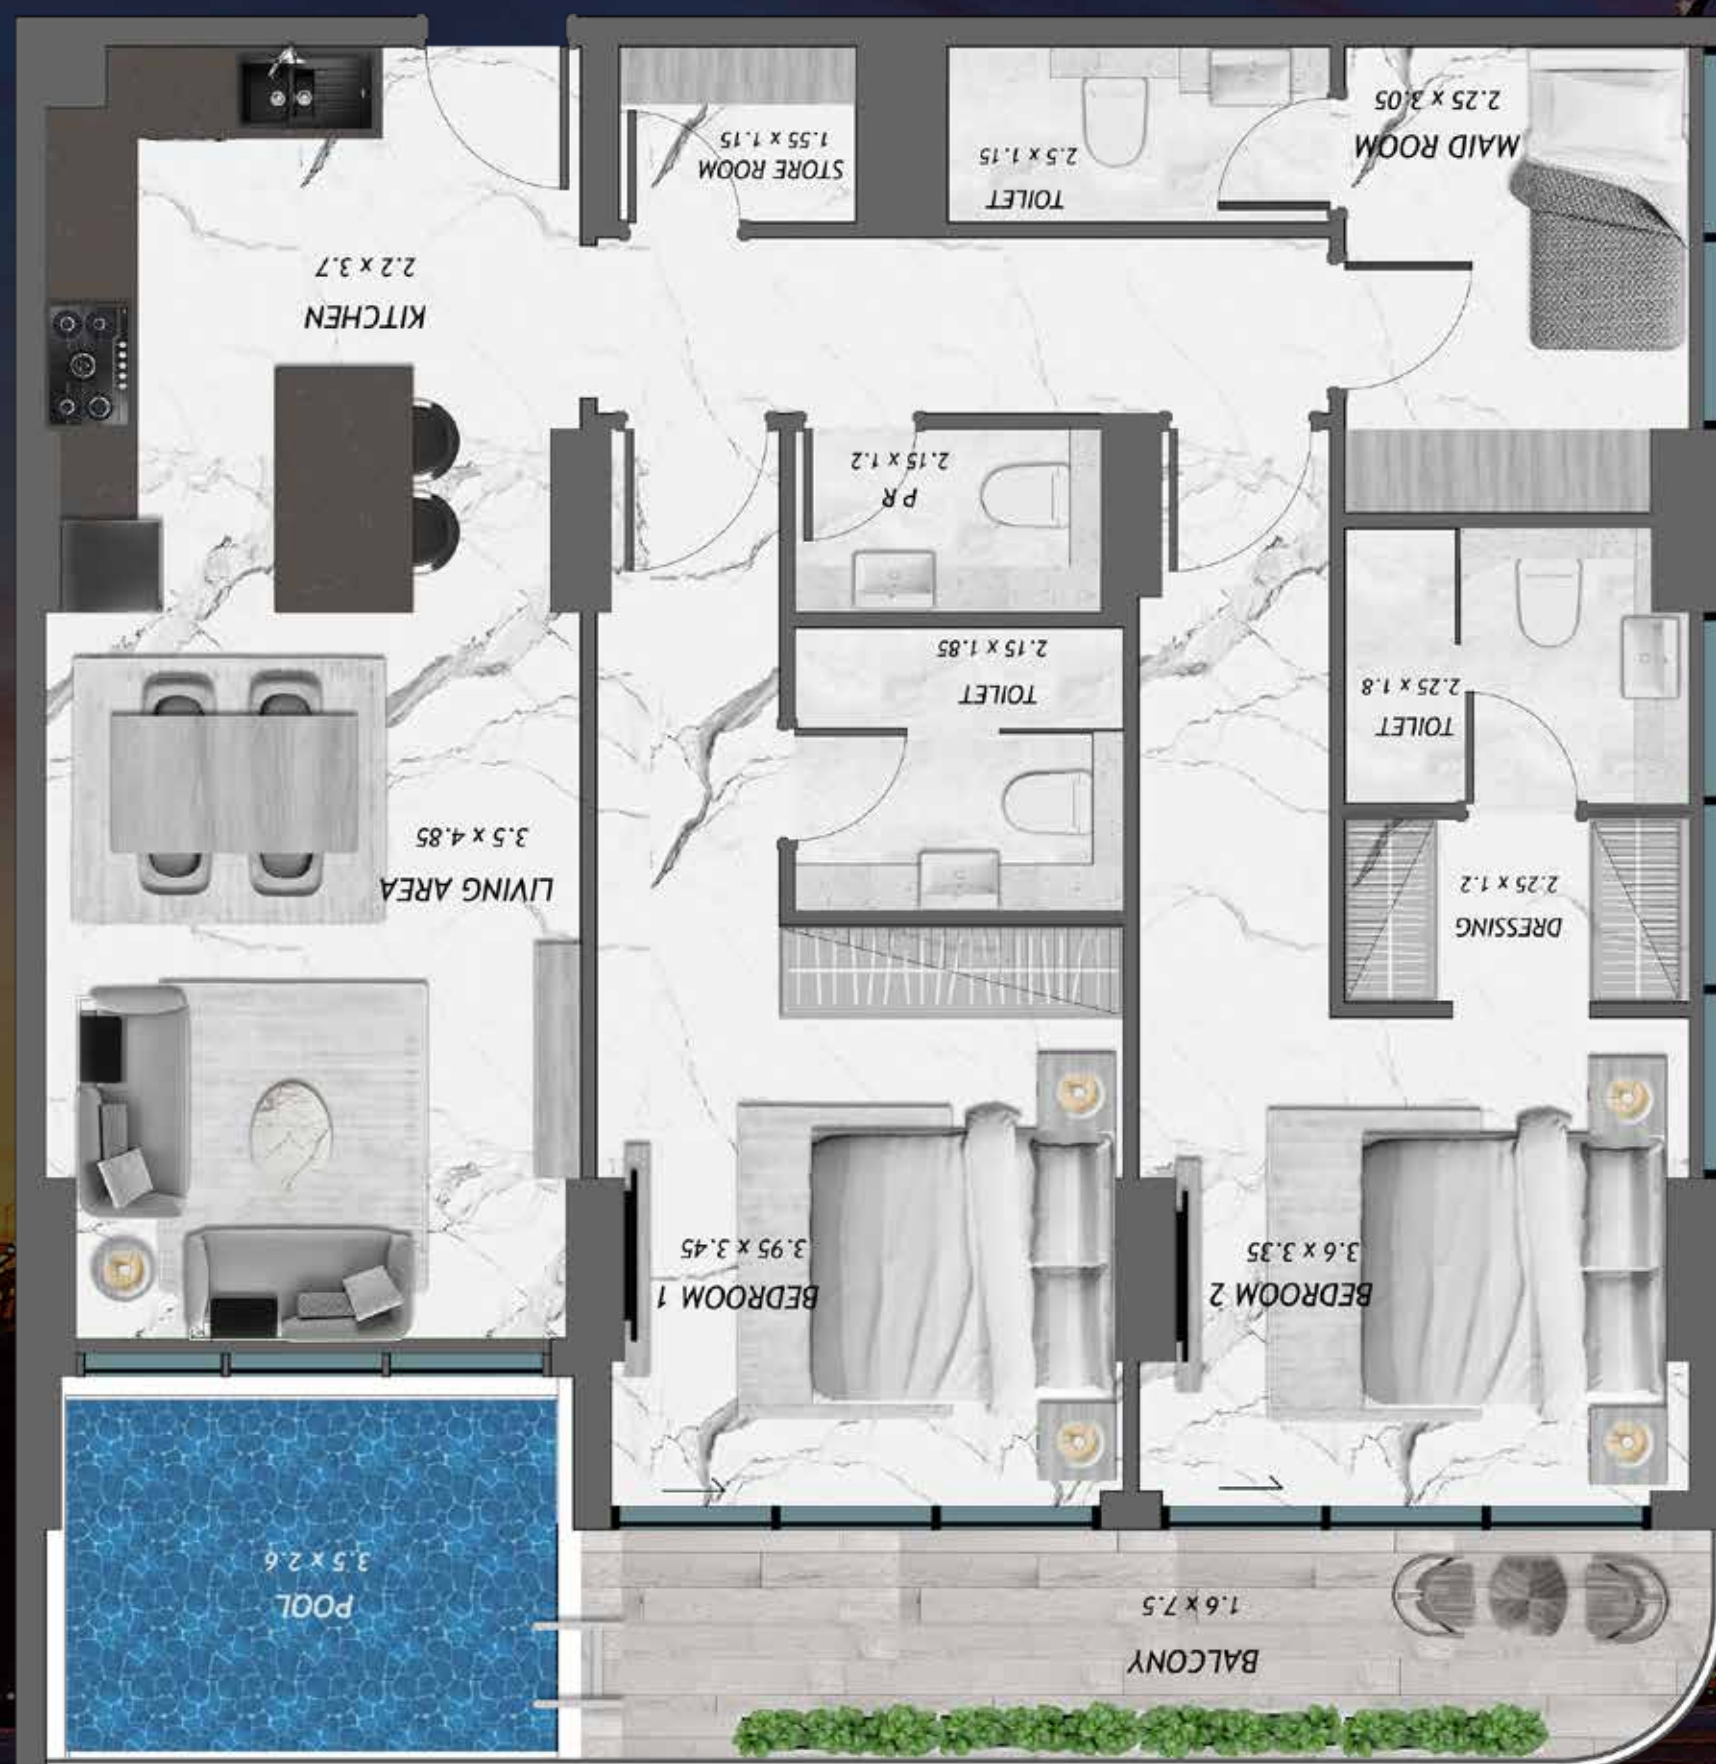 BALCONY
1.6 x 7.5
POOL
3.5 x 2.6
BEDROOM 2
3.6 x 3.35
BEDROOM 1
3.95 x 3.45
DRESSING
2.25 x 1.2
LIVING AREA
3.5 x 4.85
TOILET
2.25 x 1.8
TOILET
2.15 x 1.85
PR
2.15 x 1.2
KITCHEN
2.2 x 3.7
MAID ROOM
2.25 x 3.05
TOILET
2.5 x 1.15
STORE ROOM
1.55 x 1.15